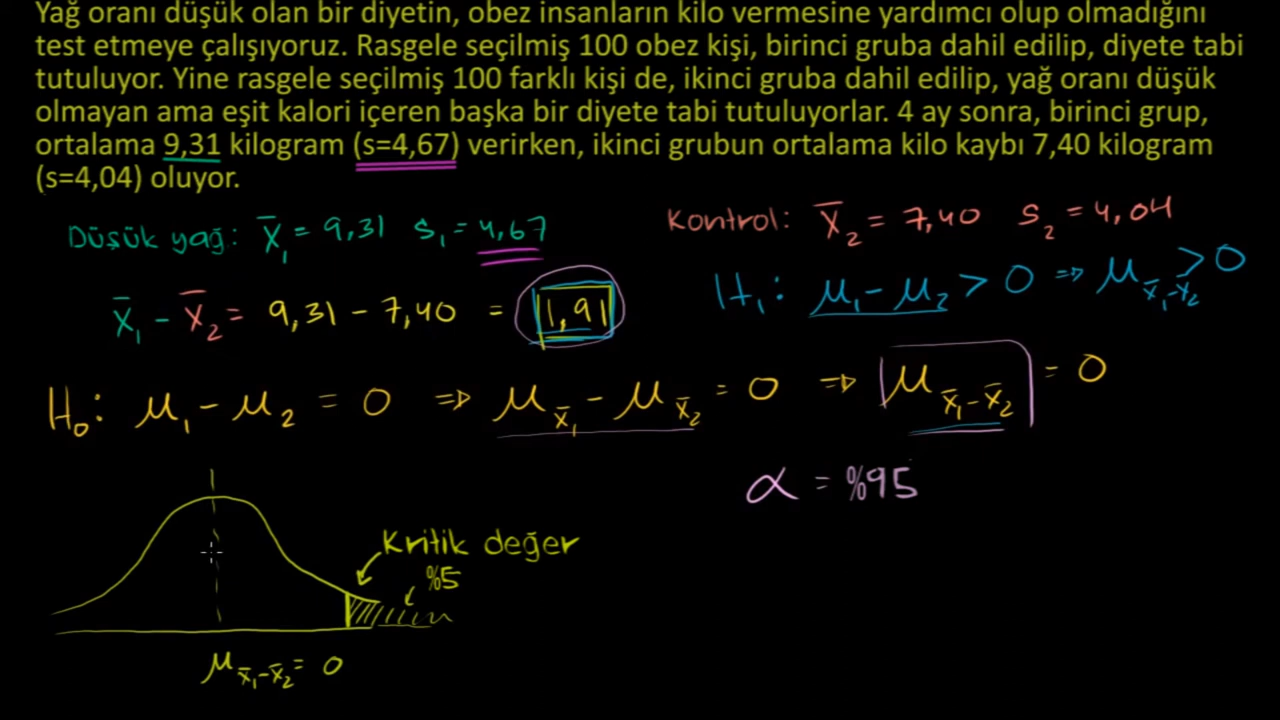 Yağ oranı düşük olan bir diyetin, obez insanların kilo vermesine yardımcı olup olmadığını
test etmeye çalışıyoruz. Rasgele seçilmiş 100 obez kişi, birinci gruba dahil edilip, diyete tabi
tutuluyor. Yine rasgele seçilmiş 100 farklı kişi de, ikinci gruba dahil edilip, yağ oranı düşük
olmayan ama eşit kalori içeren başka bir diyete tabi tutuluyorlar. 4 ay sonra, birinci grup,
ortalama 9,31 kilogram (s=4,67) verirken, ikinci grubun ortalama kilo kaybı 7,40 kilogram
(s=4,04) oluyor.
Düşük yağ: x̄₁ = 9,31 s₁ = 4,67
Kontrol: x̄₂ = 7,40 s₂ = 4,04
x̄₁ - x̄₂ = 9,31 - 7,40 = 1,91
H₁: μ₁ - μ₂ > 0 ⇒ μ_x̄₁-x̄₂ > 0
H₀: μ₁ - μ₂ = 0 ⇒ μ_x̄₁ - μ_x̄₂ = 0 ⇒ μ_x̄₁-x̄₂ = 0
α = %95
Kritik değer
%5
μ_x̄₁-x̄₂ = 0